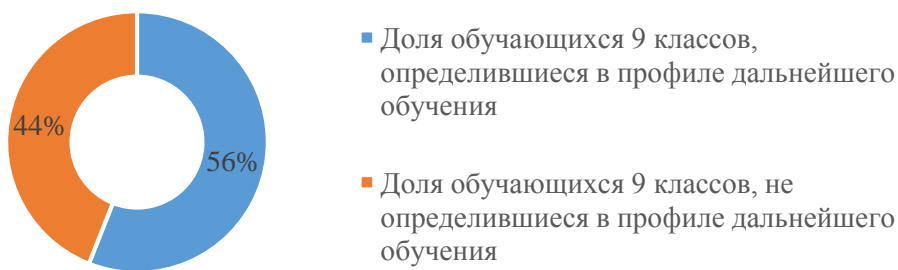 44%
56%
Доля обучающихся 9 классов,
определившиеся в профиле дальнейшего
обучения
Доля обучающихся 9 классов, не
определившиеся в профиле дальнейшего
обучения